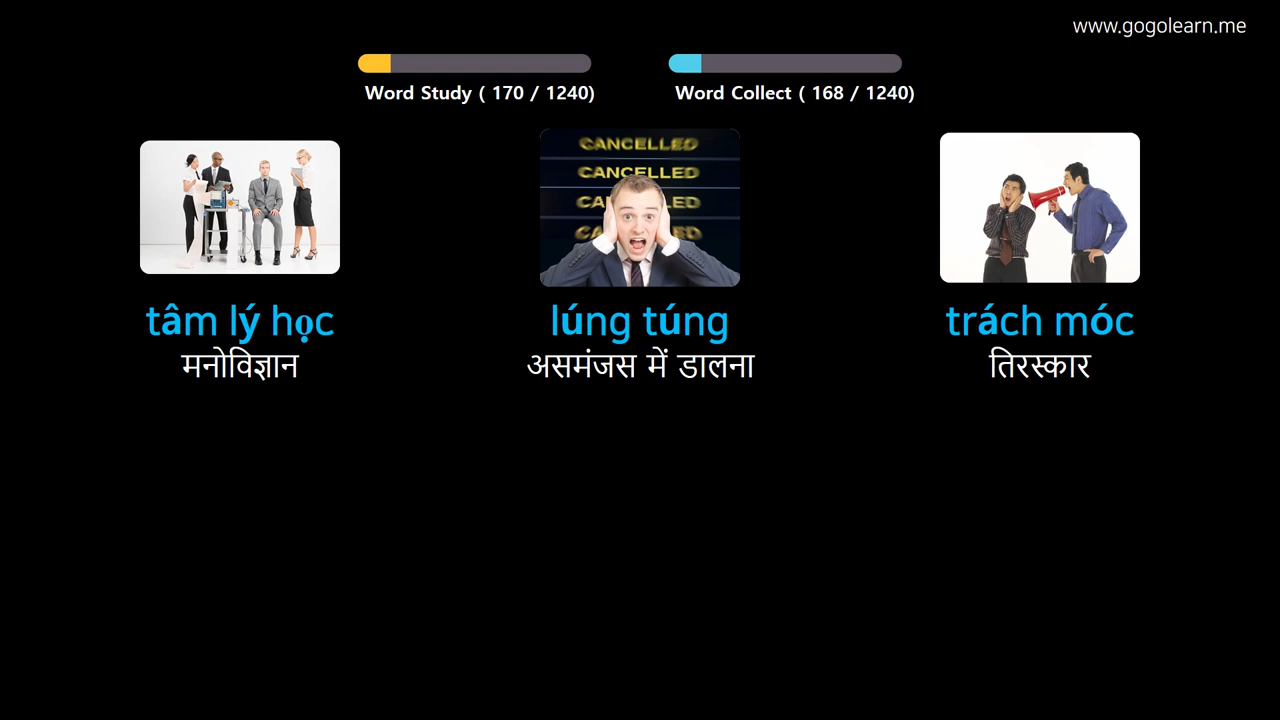 www.gogolearn.me
Word Study ( 170 / 1240)
Word Collect ( 168 / 1240)
CANCELLED
CANCELLED
tâm lý học
मनोविज्ञान
lúng túng
असमंजस में डालना
trách móc
तिरस्कार